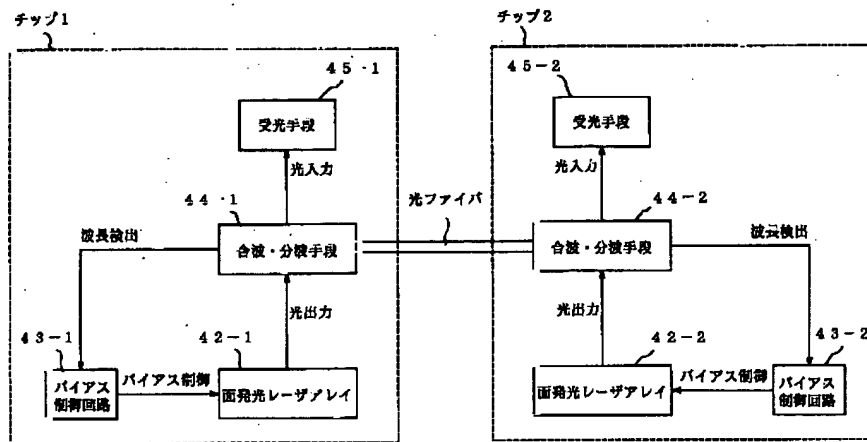 チップ1
チップ2
45-1
受光手段
光入力
44-1
合波・分波手段
波長検出
光出力
43-1
バイアス
制御回路
バイアス制御
42-1
面発光レーザアレイ
光ファイバ
45-2
受光手段
光入力
44-2
合波・分波手段
波長検出
光出力
42-2
面発光レーザアレイ
バイアス制御
43-2
バイアス
制御回路